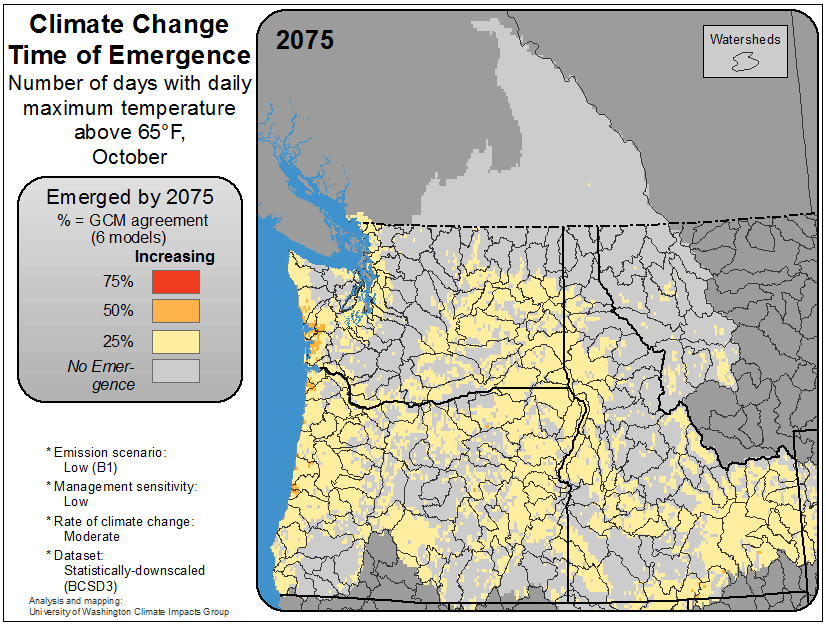 Climate Change
Time of Emergence
Number of days with daily
maximum temperature
above 65°F,
October
2075
Watersheds
Emerged by 2075
% = GCM agreement
(6 models)
Increasing
75%
50%
25%
No Emer-
gence
* Emission scenario:
Low (B1)
* Management sensitivity:
Low
* Rate of climate change:
Moderate
* Dataset:
Statistically-downscaled
(BCSD3)
Analysis and mapping:
University of Washington Climate Impacts Group